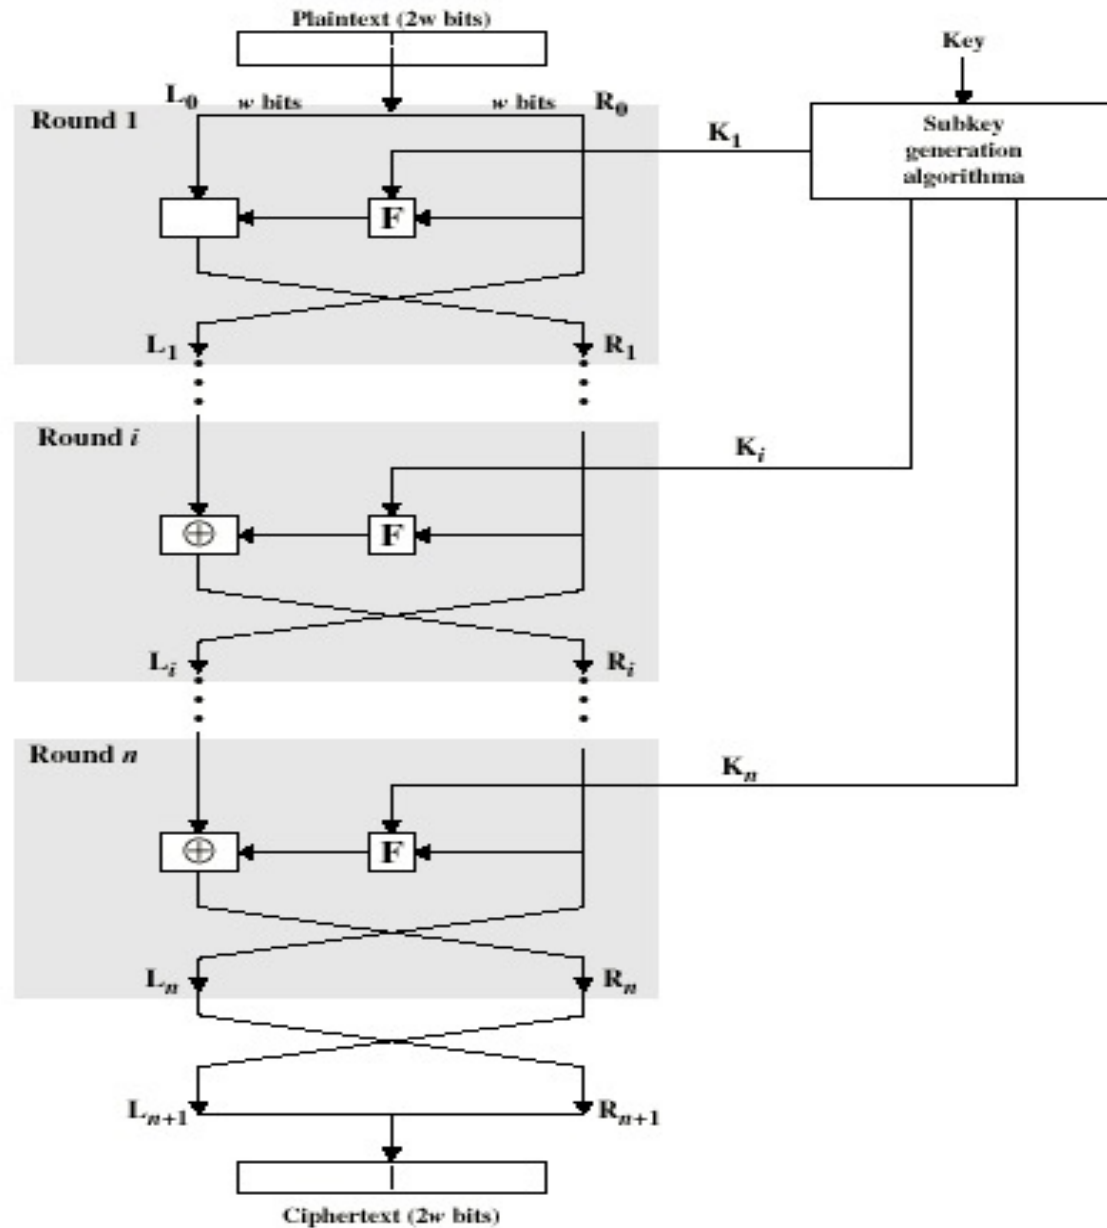 Plaintext (2w bits)
Key
L₀ w bits w bits R₀
Round 1
K₁
Subkey
generation
algorithma
F
L₁ R₁
Round i
Kᵢ
⊕ F
Lᵢ Rᵢ
Round n
Kₙ
⊕ F
Lₙ Rₙ
Lₙ₊₁ Rₙ₊₁
Ciphertext (2w bits)